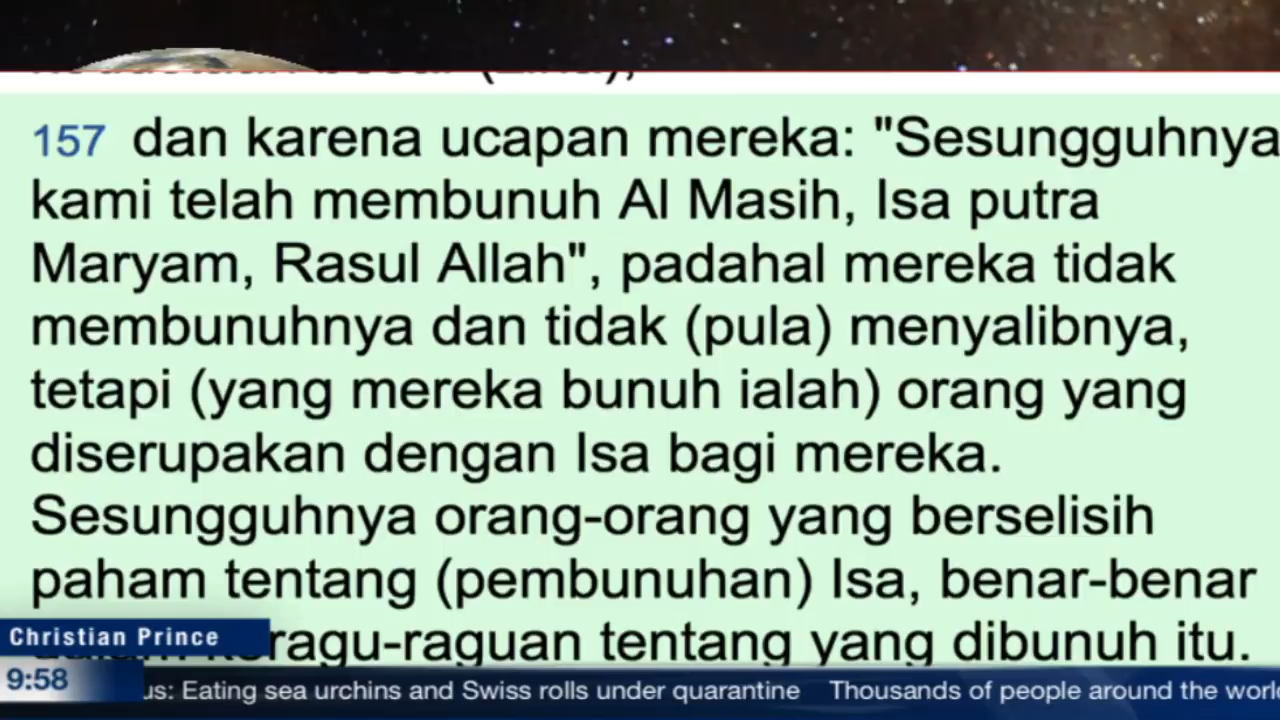 157 dan karena ucapan mereka: "Sesungguhnya
kami telah membunuh Al Masih, Isa putra
Maryam, Rasul Allah", padahal mereka tidak
membunuhnya dan tidak (pula) menyalibnya,
tetapi (yang mereka bunuh ialah) orang yang
diserupakan dengan Isa bagi mereka.
Sesungguhnya orang-orang yang berselisih
paham tentang (pembunuhan) Isa, benar-benar
tentang yang dibunuh itu.
Christian Prince
9:58
us: Eating sea urchins and Swiss rolls under quarantine Thousands of people around the